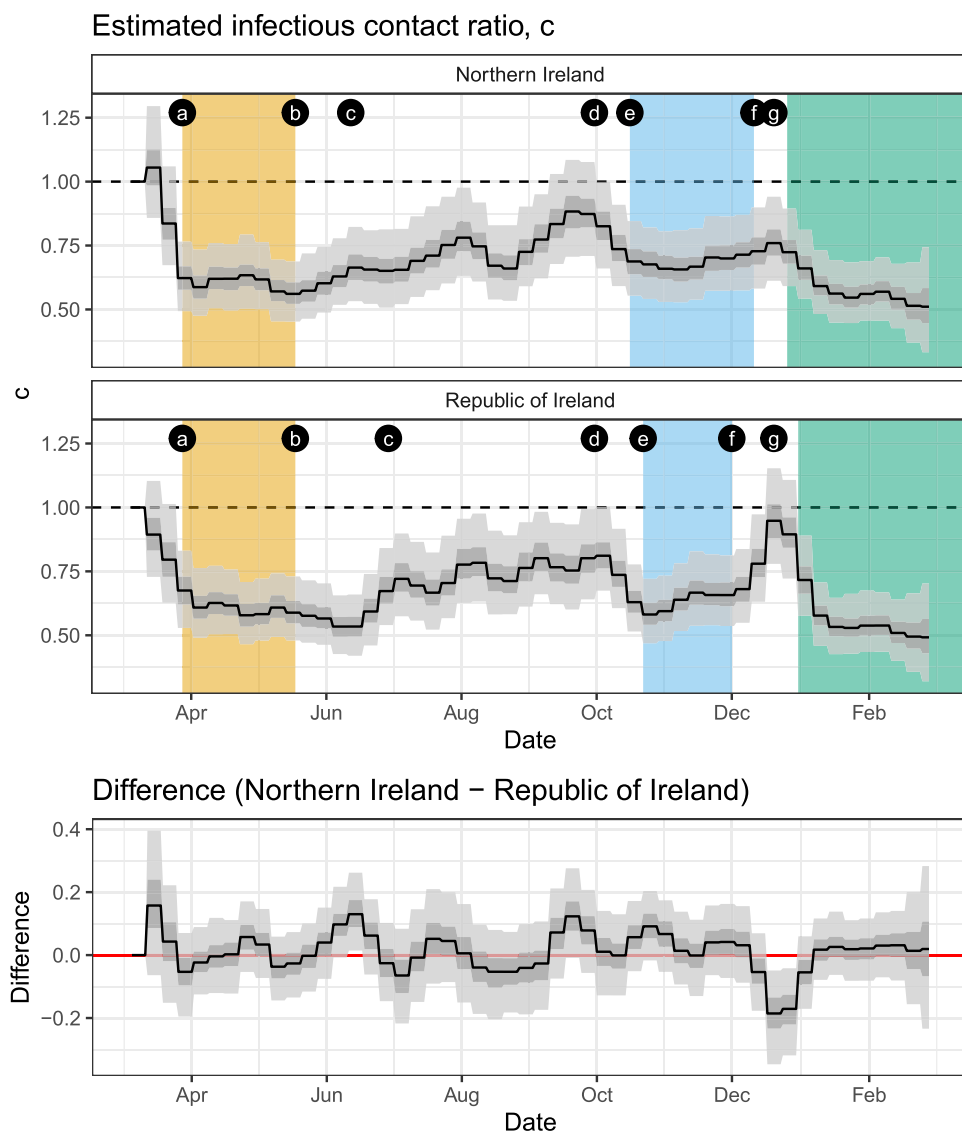 Estimated infectious contact ratio, c
Northern Ireland
a b c d e f g
1.25
1.00
0.75
0.50
c
Republic of Ireland
a b c d e f g
1.25
1.00
0.75
0.50
Apr Jun Aug Oct Dec Feb
Date
Difference (Northern Ireland − Republic of Ireland)
0.4
0.2
0.0
−0.2
Difference
Apr Jun Aug Oct Dec Feb
Date